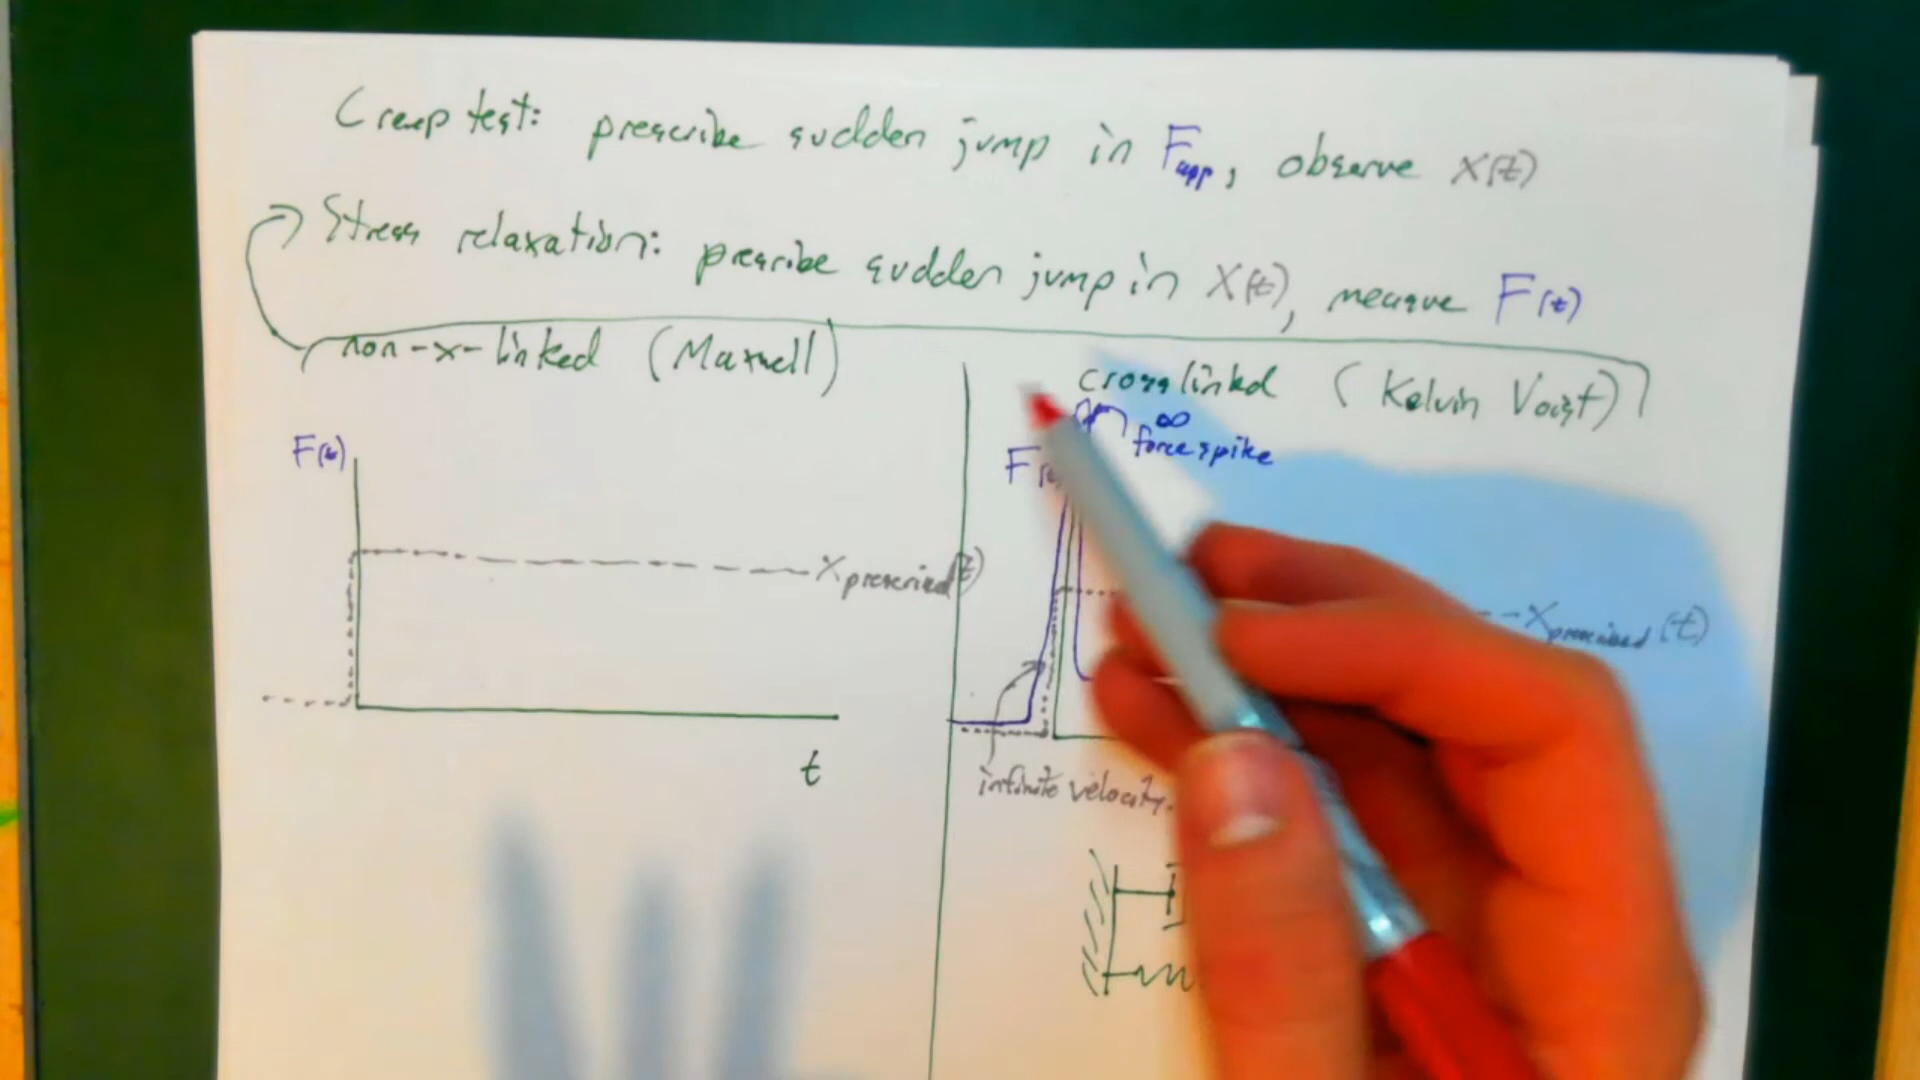 Creep test: prescribe sudden jump in Fapp, observe X(t)
Stress relaxation: prescribe sudden jump in X(t), measure F(t)
non-x-linked (Maxwell)
crosslinked (Kelvin Voigt)
∞
force spike
F(t)
F(t)
Xprescribed(t)
Xprescribed(t)
t
infinite velocity.